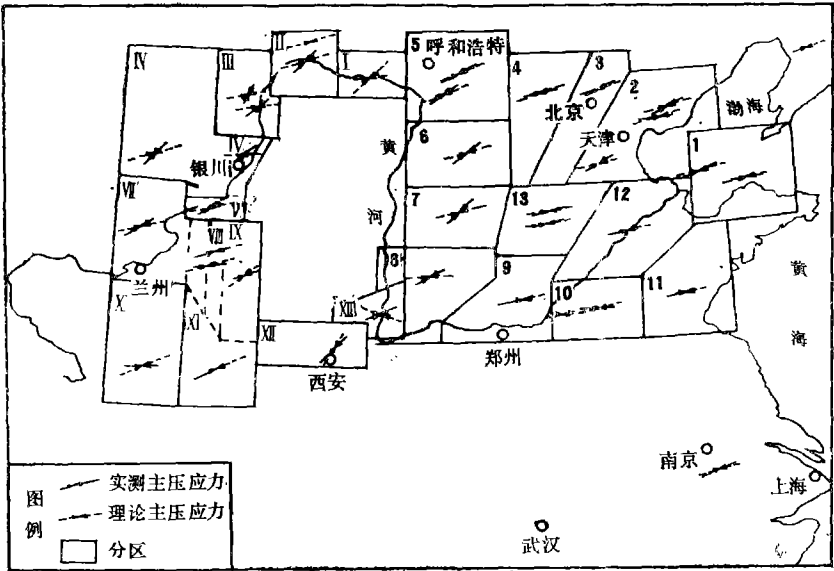 II
IV
III
I
5 呼和浩特
4
3
2
渤海
北京
天津
1
6
黄
河
IV
银川
VII
VI
7
13
12
VIII
IX
8
9
10
11
兰州
X
XI
XII
XIII
西安
郑州
黄
海
南京
上海
武汉
图
例
实测主压应力
理论主压应力
分区